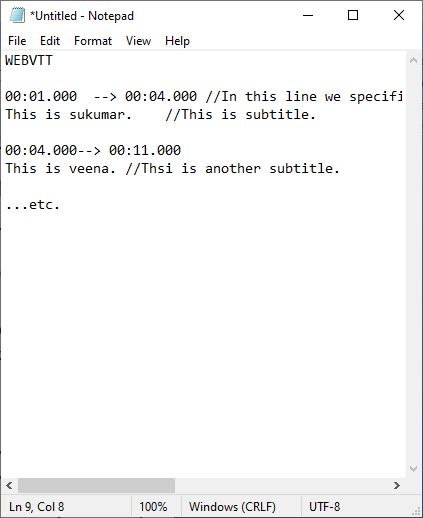 *Untitled - Notepad
File Edit Format View Help
WEBVTT
00:01.000  --> 00:04.000 //In this line we specifi
This is sukumar.    //This is subtitle.
00:04.000--> 00:11.000
This is veena. //Thsi is another subtitle.
...etc.
Ln 9, Col 8 100% Windows (CRLF) UTF-8